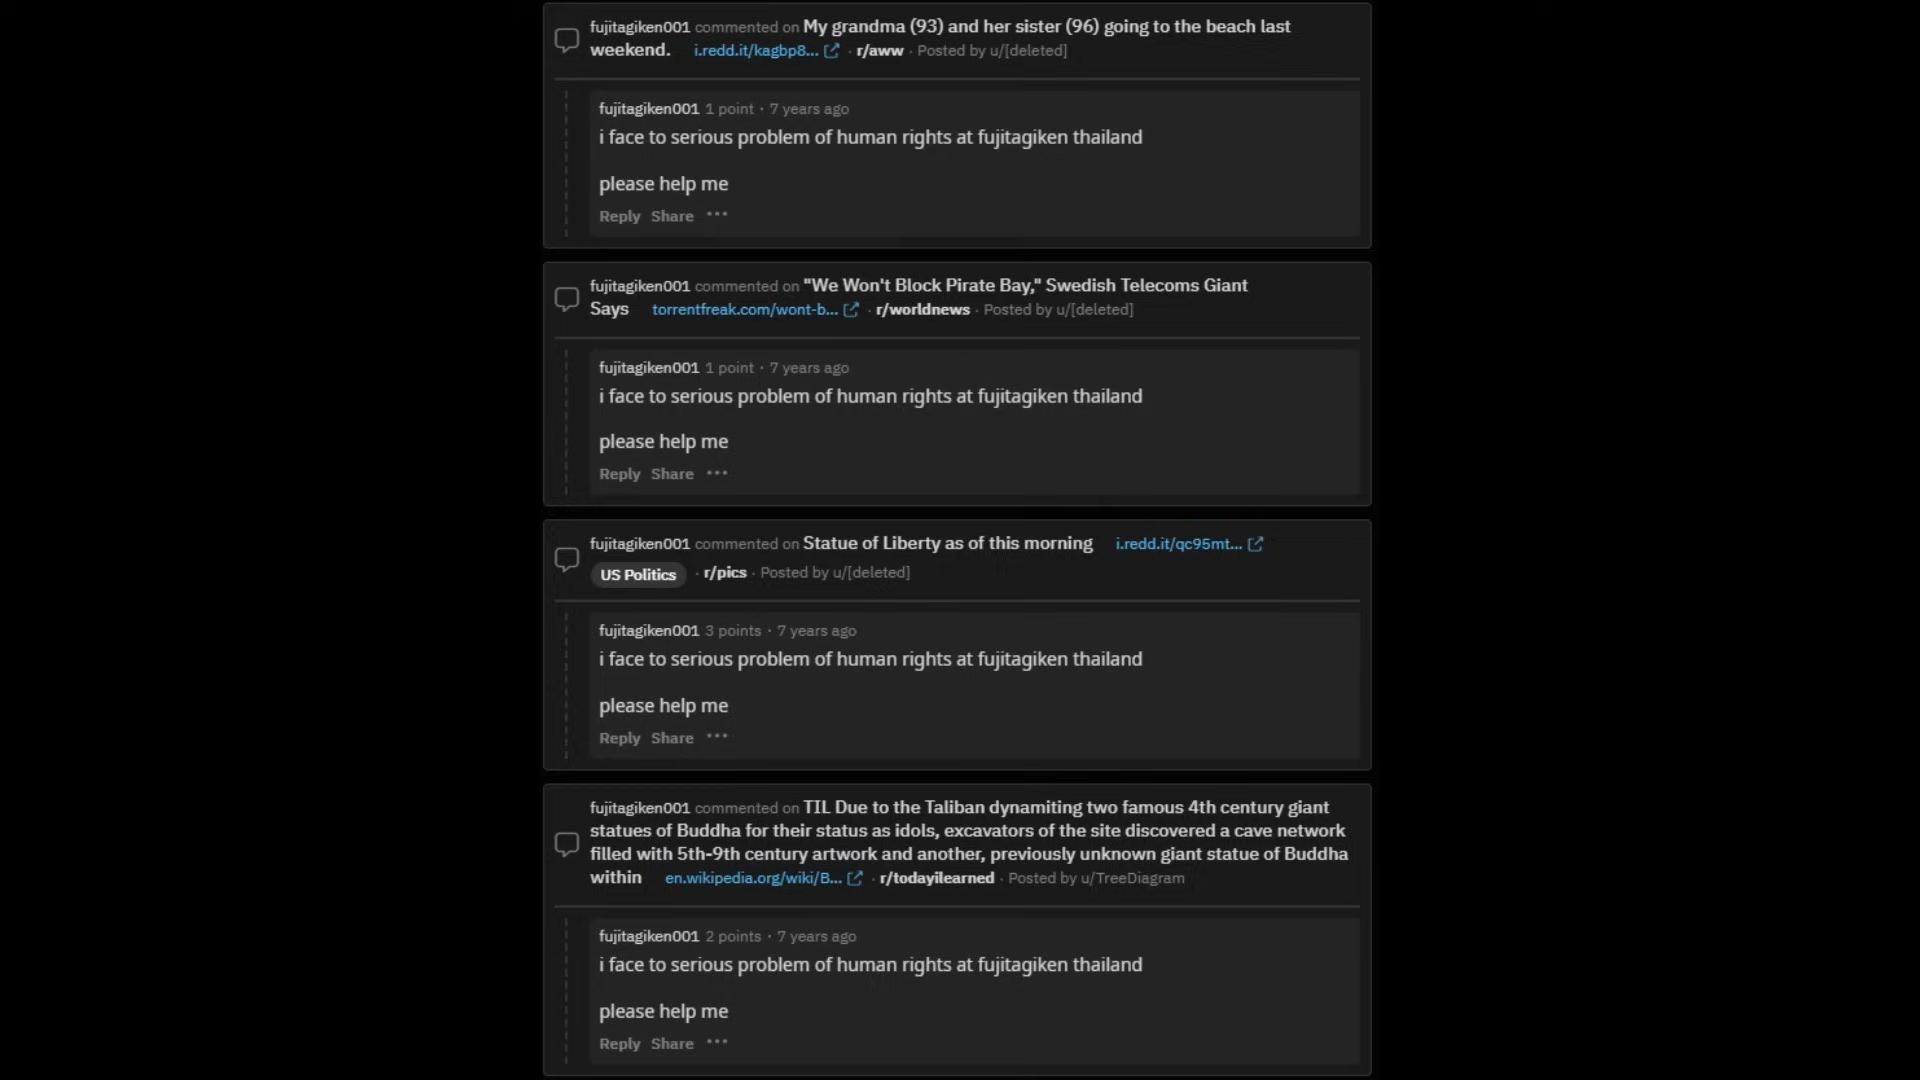 fujitagiken001 commented on My grandma (93) and her sister (96) going to the beach last
weekend. i.redd.it/kagbp8... · r/aww · Posted by u/[deleted]
fujitagiken001 1 point · 7 years ago
i face to serious problem of human rights at fujitagiken thailand
please help me
Reply Share ···
fujitagiken001 commented on "We Won't Block Pirate Bay," Swedish Telecoms Giant
Says torrentfreak.com/wont-b... · r/worldnews · Posted by u/[deleted]
fujitagiken001 1 point · 7 years ago
i face to serious problem of human rights at fujitagiken thailand
please help me
Reply Share ···
fujitagiken001 commented on Statue of Liberty as of this morning i.redd.it/qc95mt...
US Politics · r/pics · Posted by u/[deleted]
fujitagiken001 3 points · 7 years ago
i face to serious problem of human rights at fujitagiken thailand
please help me
Reply Share ···
fujitagiken001 commented on TIL Due to the Taliban dynamiting two famous 4th century giant
statues of Buddha for their status as idols, excavators of the site discovered a cave network
filled with 5th-9th century artwork and another, previously unknown giant statue of Buddha
within en.wikipedia.org/wiki/B... · r/todayilearned · Posted by u/TreeDiagram
fujitagiken001 2 points · 7 years ago
i face to serious problem of human rights at fujitagiken thailand
please help me
Reply Share ···